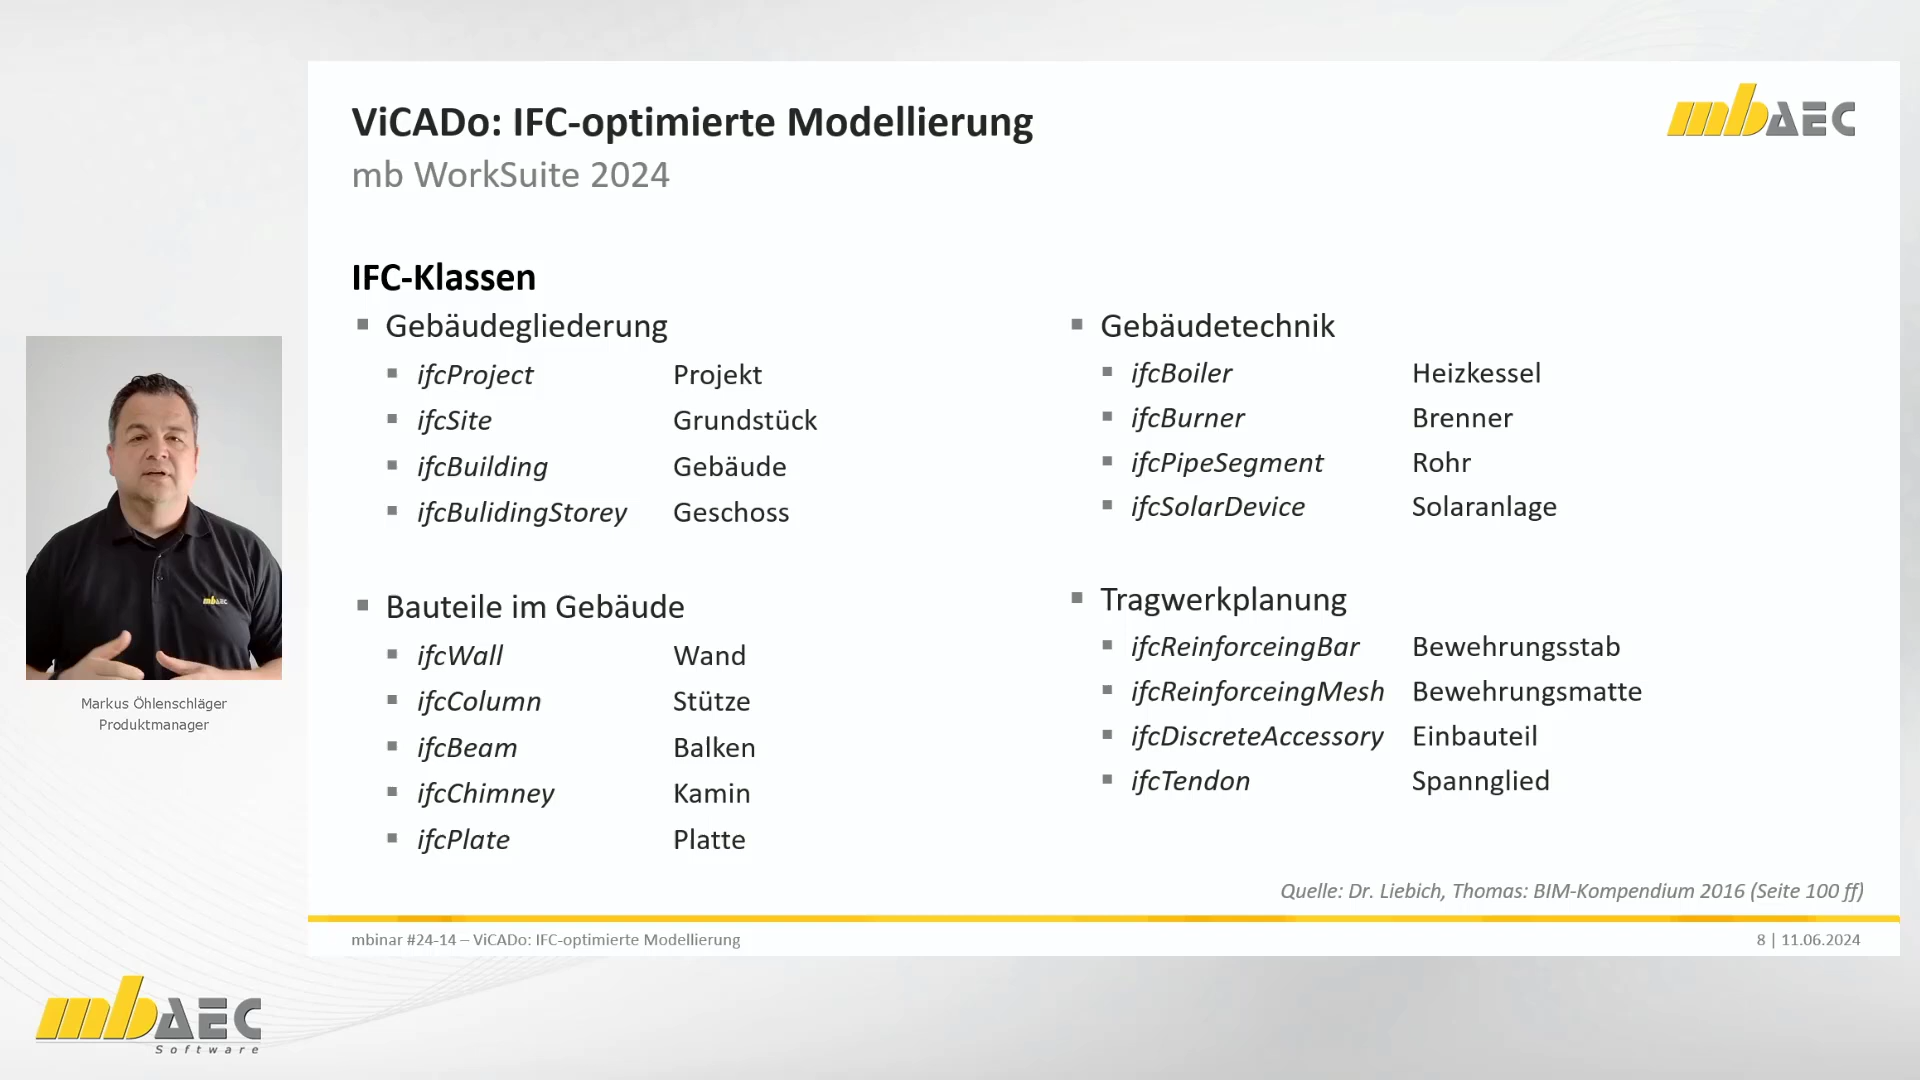 ViCADo: IFC-optimierte Modellierung
mb WorkSuite 2024
mbAEC
IFC-Klassen
Gebäudegliederung
ifcProject Projekt
ifcSite Grundstück
ifcBuilding Gebäude
ifcBulidingStorey Geschoss
Bauteile im Gebäude
ifcWall Wand
ifcColumn Stütze
ifcBeam Balken
ifcChimney Kamin
ifcPlate Platte
Gebäudetechnik
ifcBoiler Heizkessel
ifcBurner Brenner
ifcPipeSegment Rohr
ifcSolarDevice Solaranlage
Tragwerkplanung
ifcReinforceingBar Bewehrungsstab
ifcReinforceingMesh Bewehrungsmatte
ifcDiscreteAccessory Einbauteil
ifcTendon Spannglied
Quelle: Dr. Liebich, Thomas: BIM-Kompendium 2016 (Seite 100 ff)
mbinar #24-14 – ViCADo: IFC-optimierte Modellierung
8 | 11.06.2024
mbAEC
Markus Öhlenschläger
Produktmanager
mbAEC
Software